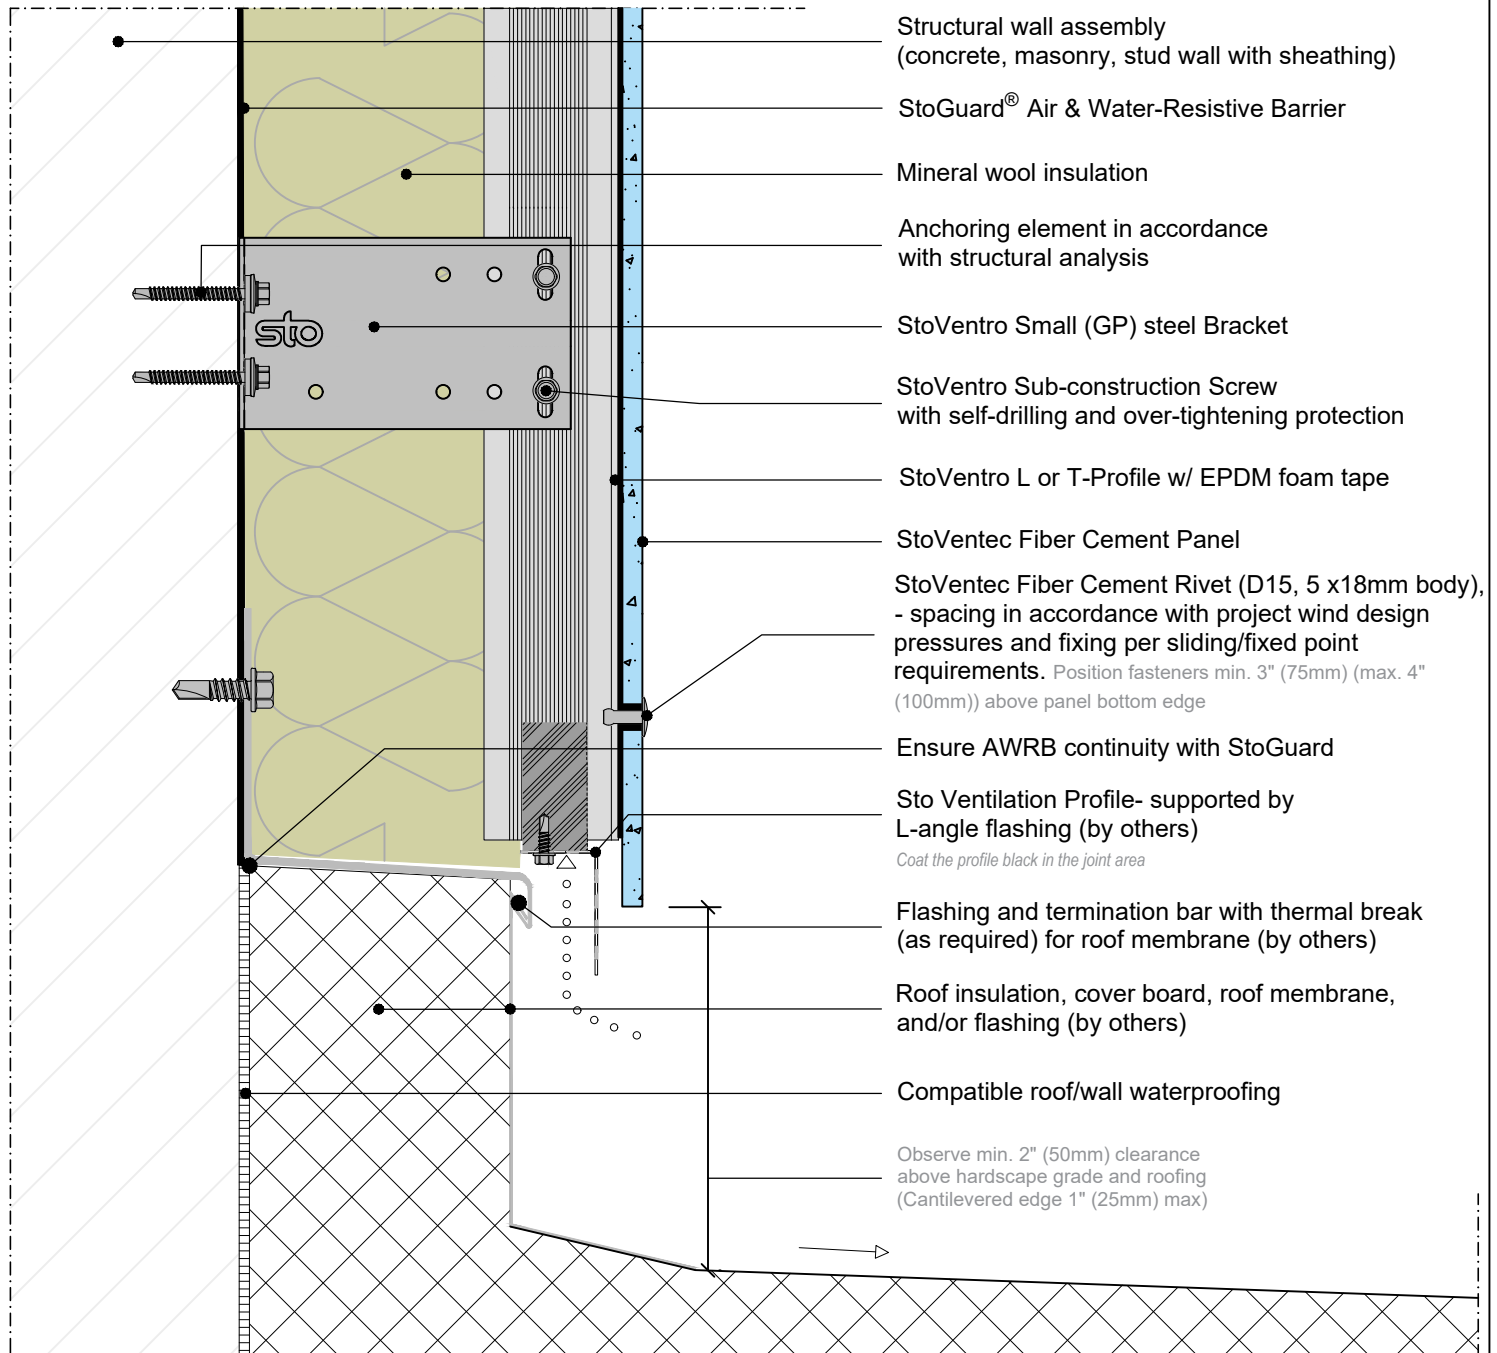 Structural wall assembly
(concrete, masonry, stud wall with sheathing)
StoGuard® Air & Water-Resistive Barrier
Mineral wool insulation
Anchoring element in accordance
with structural analysis
sto
StoVentro Small (GP) steel Bracket
StoVentro Sub-construction Screw
with self-drilling and over-tightening protection
StoVentro L or T-Profile w/ EPDM foam tape
StoVentec Fiber Cement Panel
StoVentec Fiber Cement Rivet (D15, 5 x18mm body),
- spacing in accordance with project wind design
pressures and fixing per sliding/fixed point
requirements. Position fasteners min. 3" (75mm) (max. 4"
(100mm)) above panel bottom edge
Ensure AWRB continuity with StoGuard
Sto Ventilation Profile- supported by
L-angle flashing (by others)
Coat the profile black in the joint area
Flashing and termination bar with thermal break
(as required) for roof membrane (by others)
Roof insulation, cover board, roof membrane,
and/or flashing (by others)
Compatible roof/wall waterproofing
Observe min. 2" (50mm) clearance
above hardscape grade and roofing
(Cantilevered edge 1" (25mm) max)